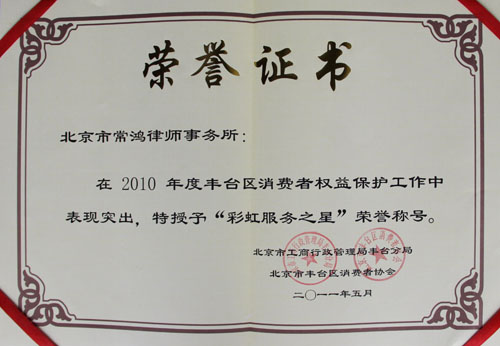 荣誉证书
北京市常鸿律师事务所：
在 2010 年度丰台区消费者权益保护工作中
表现突出，特授予“彩虹服务之星”荣誉称号。
北京市工商行政管理局丰台分局
北京市丰台区消费者协会
二〇一一年五月